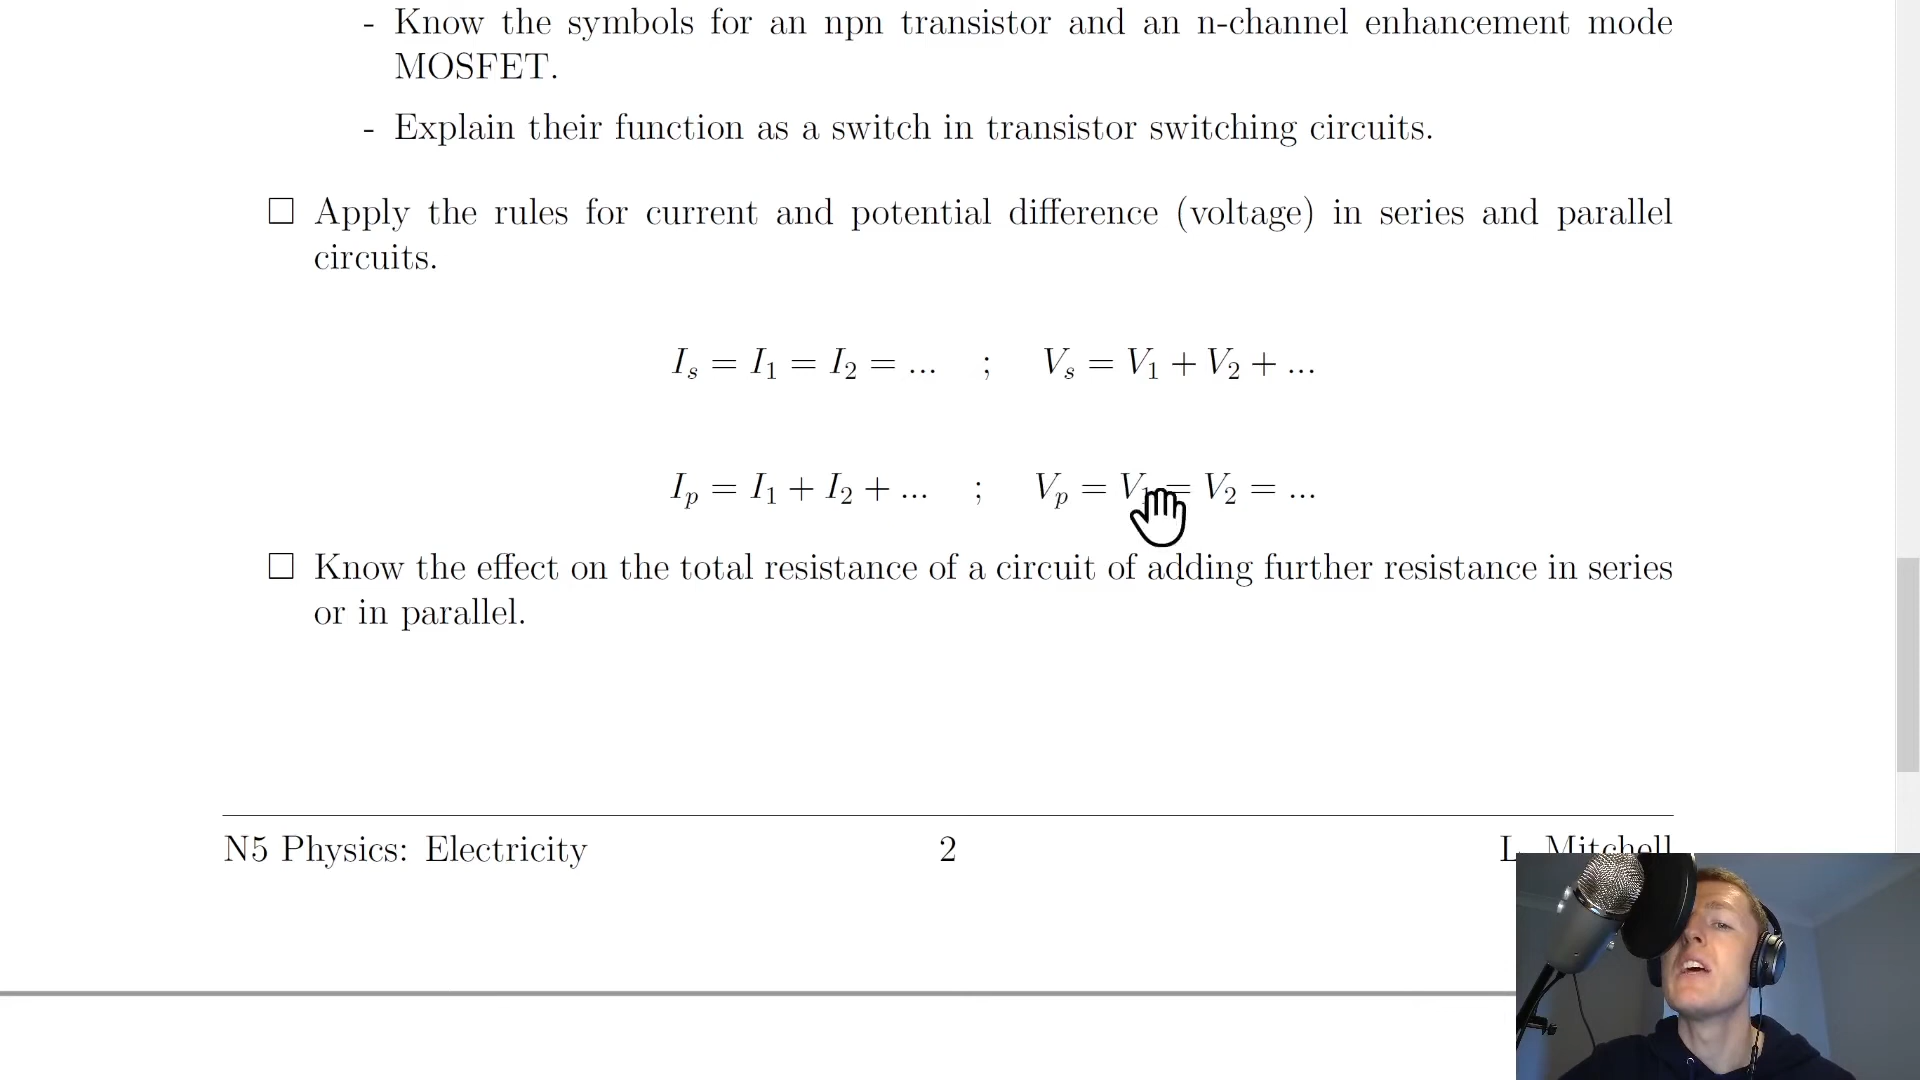 - Know the symbols for an npn transistor and an n-channel enhancement mode
MOSFET.
- Explain their function as a switch in transistor switching circuits.
☐ Apply the rules for current and potential difference (voltage) in series and parallel
circuits.
I_s = I_1 = I_2 = ... ; V_s = V_1 + V_2 + ...
I_p = I_1 + I_2 + ... ; V_p = V_1 = V_2 = ...
☐ Know the effect on the total resistance of a circuit of adding further resistance in series
or in parallel.
N5 Physics: Electricity 2 L. Mitchell